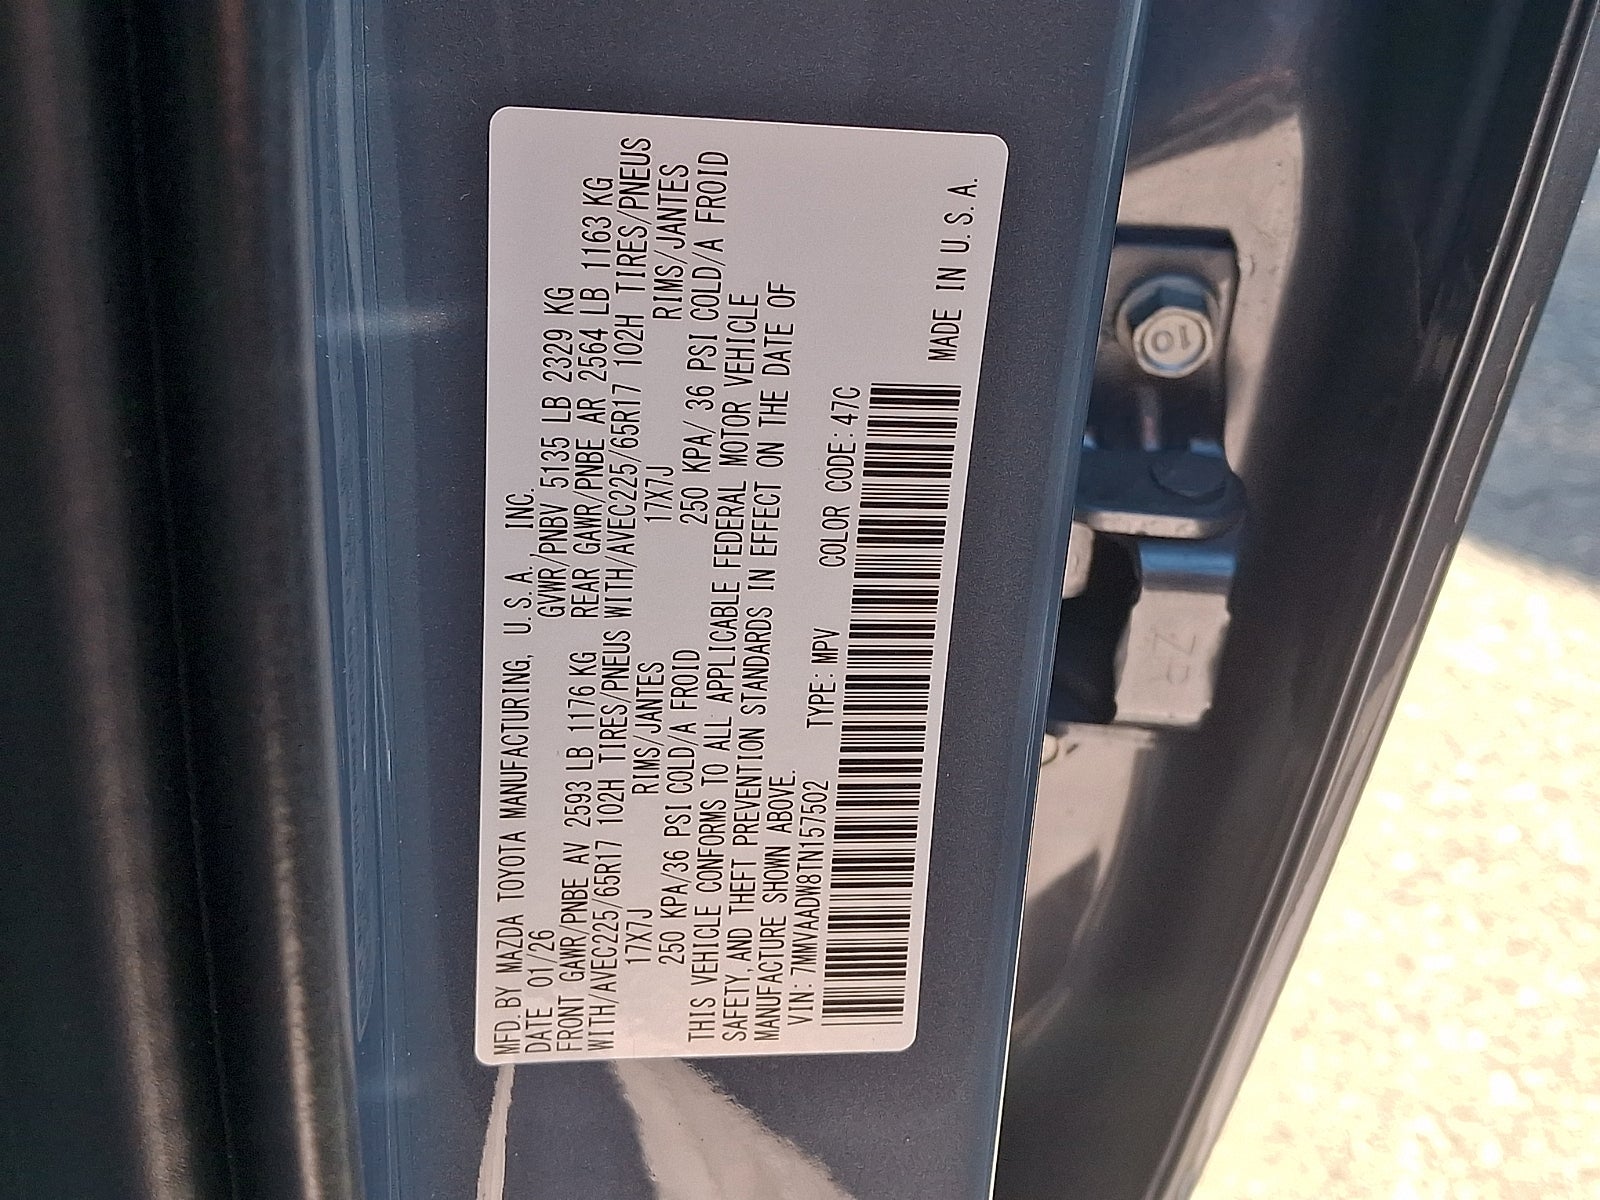 MFD. BY MAZDA TOYOTA MANUFACTURING, U. S. A, INC.
DATE 01/26 GVWR/PNBV 5135 LB 2329 KG
FRONT GAWR/PNBE AV 2593 LB 1176 KG REAR GAWR/PNBE AR 2564 LB 1163 KG
WITH/AVEC225/65R17 102H TIRES/PNEUS WITH/AVEC225/65R17 102H TIRES/PNEUS
17X7J RIMS/JANTES 17X7J RIMS/JANTES
250 KPA/36 PSI COLD/A FROID 250 KPA/ 36 PSI COLD/A FROID
THIS VEHICLE CONFORMS TO ALL APPLICABLE FEDERAL MOTOR VEHICLE
SAFETY, AND THEFT PREVENTION STANDARDS IN EFFECT ON THE DATE OF
MANUFACTURE SHOWN ABOVE.
VIN: 7MMVAADW8TN157502 TYPE: MPV COLOR CODE: 47C
MADE IN U. S. A.
10
ZR